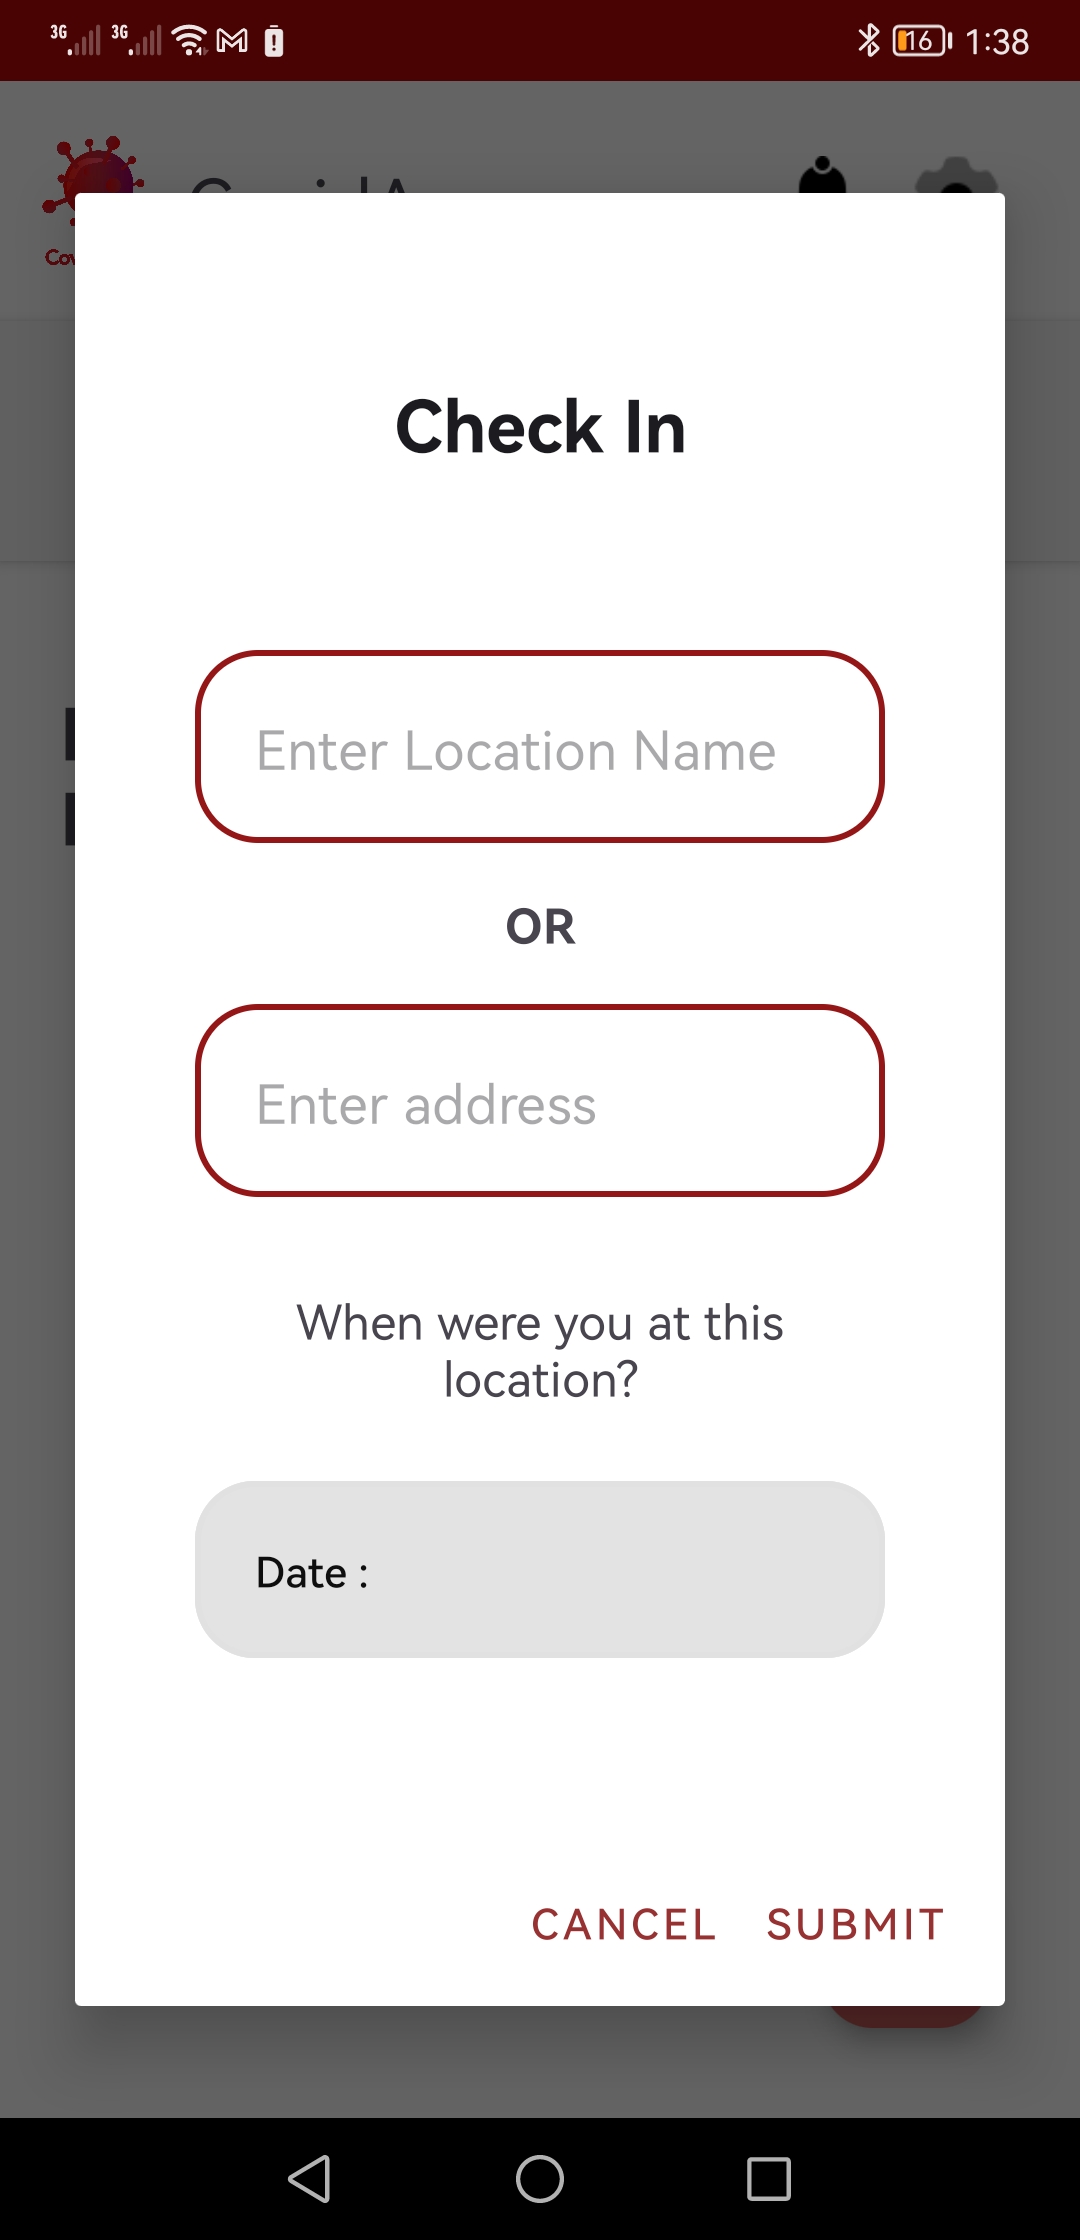 3G 3G 16 1:38
Check In
Enter Location Name
OR
Enter address
When were you at this
location?
Date :
CANCEL SUBMIT